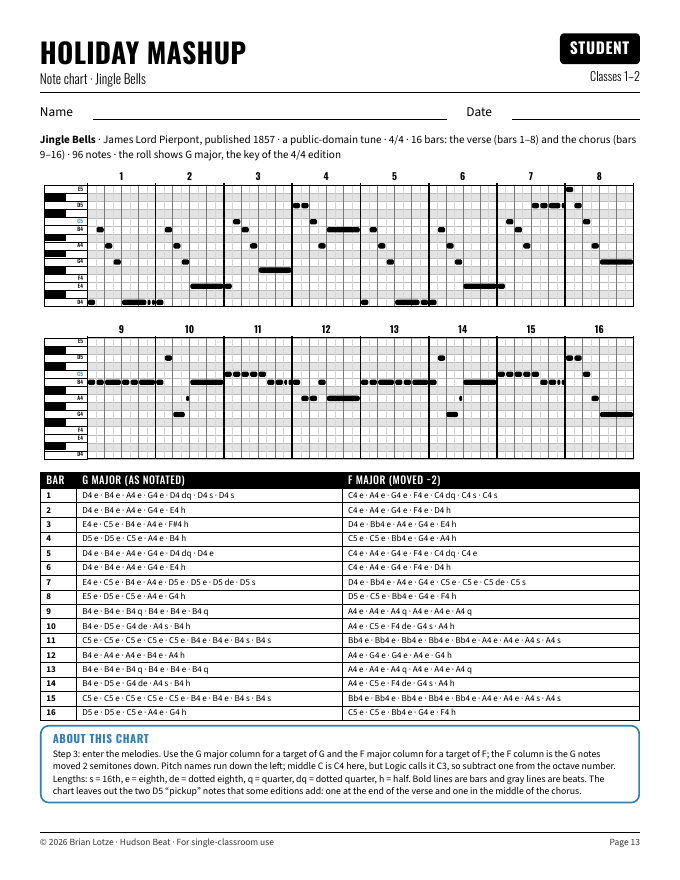 HOLIDAY MASHUP
STUDENT
Note chart · Jingle Bells
Classes 1–2
Name
Date
Jingle Bells · James Lord Pierpont, published 1857 · a public-domain tune · 4/4 · 16 bars: the verse (bars 1–8) and the chorus (bars
9–16) · 96 notes · the roll shows G major, the key of the 4/4 edition
1 2 3 4 5 6 7 8
E5
D5
C5
B4
A4
G4
F4
E4
D4
9 10 11 12 13 14 15 16
E5
D5
C5
B4
A4
G4
F4
E4
D4
BAR G MAJOR (AS NOTATED) F MAJOR (MOVED −2)
1 D4 e · B4 e · A4 e · G4 e · D4 dq · D4 s · D4 s C4 e · A4 e · G4 e · F4 e · C4 dq · C4 s · C4 s
2 D4 e · B4 e · A4 e · G4 e · E4 h C4 e · A4 e · G4 e · F4 e · D4 h
3 E4 e · C5 e · B4 e · A4 e · F#4 h D4 e · Bb4 e · A4 e · G4 e · E4 h
4 D5 e · D5 e · C5 e · A4 e · B4 h C5 e · C5 e · Bb4 e · G4 e · A4 h
5 D4 e · B4 e · A4 e · G4 e · D4 dq · D4 e C4 e · A4 e · G4 e · F4 e · C4 dq · C4 e
6 D4 e · B4 e · A4 e · G4 e · E4 h C4 e · A4 e · G4 e · F4 e · D4 h
7 E4 e · C5 e · B4 e · A4 e · D5 e · D5 e · D5 de · D5 s D4 e · Bb4 e · A4 e · G4 e · C5 e · C5 e · C5 de · C5 s
8 E5 e · D5 e · C5 e · A4 e · G4 h D5 e · C5 e · Bb4 e · G4 e · F4 h
9 B4 e · B4 e · B4 q · B4 e · B4 e · B4 q A4 e · A4 e · A4 q · A4 e · A4 e · A4 q
10 B4 e · D5 e · G4 de · A4 s · B4 h A4 e · C5 e · F4 de · G4 s · A4 h
11 C5 e · C5 e · C5 e · C5 e · C5 e · B4 e · B4 e · B4 s · B4 s Bb4 e · Bb4 e · Bb4 e · Bb4 e · Bb4 e · A4 e · A4 e · A4 s · A4 s
12 B4 e · A4 e · A4 e · B4 e · A4 h A4 e · G4 e · G4 e · A4 e · G4 h
13 B4 e · B4 e · B4 q · B4 e · B4 e · B4 q A4 e · A4 e · A4 q · A4 e · A4 e · A4 q
14 B4 e · D5 e · G4 de · A4 s · B4 h A4 e · C5 e · F4 de · G4 s · A4 h
15 C5 e · C5 e · C5 e · C5 e · C5 e · B4 e · B4 e · B4 s · B4 s Bb4 e · Bb4 e · Bb4 e · Bb4 e · Bb4 e · A4 e · A4 e · A4 s · A4 s
16 D5 e · D5 e · C5 e · A4 e · G4 h C5 e · C5 e · Bb4 e · G4 e · F4 h
ABOUT THIS CHART
Step 3: enter the melodies. Use the G major column for a target of G and the F major column for a target of F; the F column is the G notes
moved 2 semitones down. Pitch names run down the left; middle C is C4 here, but Logic calls it C3, so subtract one from the octave number.
Lengths: s = 16th, e = eighth, de = dotted eighth, q = quarter, dq = dotted quarter, h = half. Bold lines are bars and gray lines are beats. The
chart leaves out the two D5 “pickup” notes that some editions add: one at the end of the verse and one in the middle of the chorus.
© 2026 Brian Lotze · Hudson Beat · For single-classroom use
Page 13